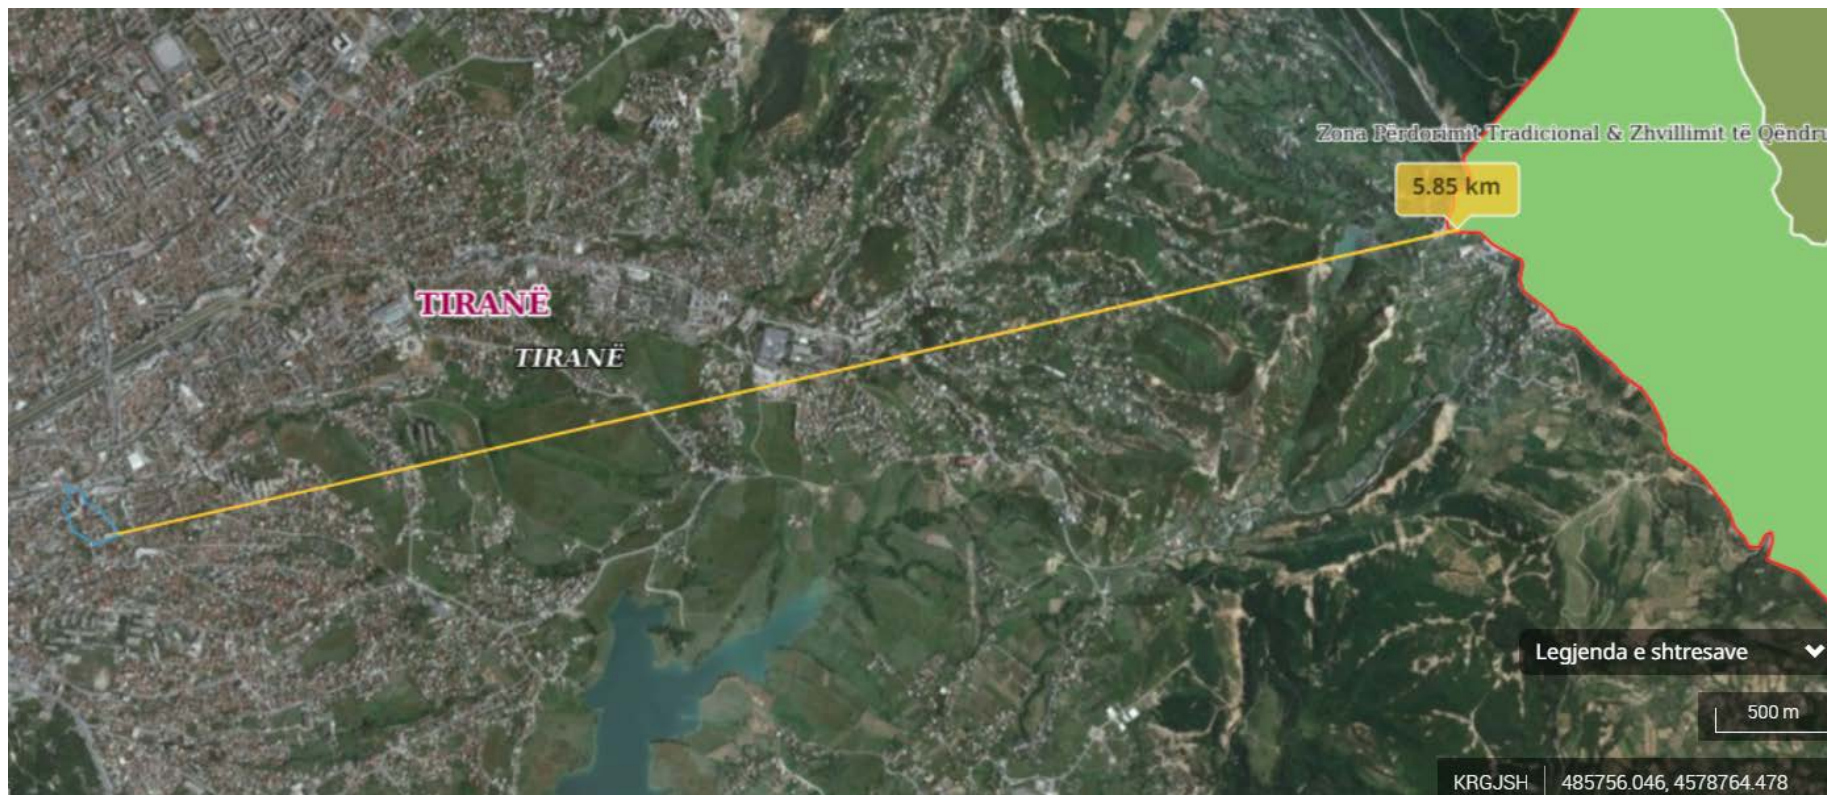 Zona Përdorimit Tradicional & Zhvillimit të Qëndru
5.85 km
TIRANË
TIRANË
Legjenda e shtresave
500 m
KRGJSH 485756.046, 4578764.478